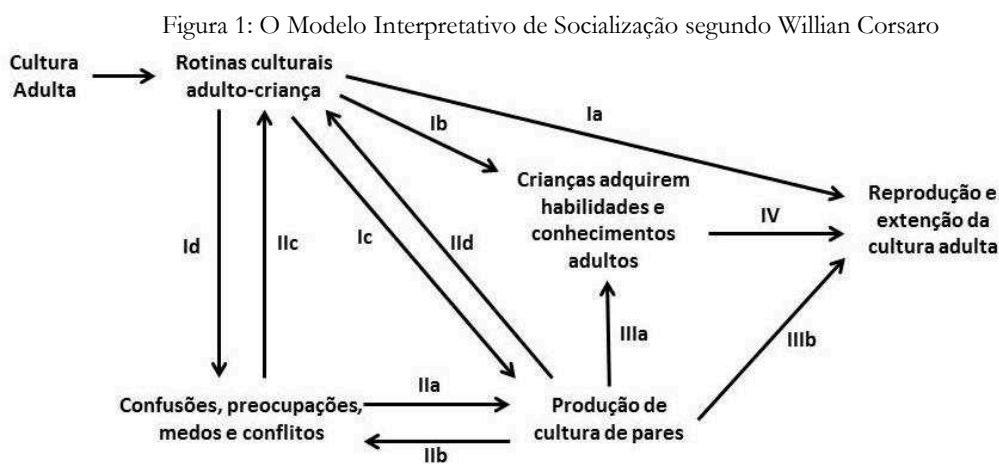 Figura 1: O Modelo Interpretativo de Socialização segundo Willian Corsaro
Cultura
Adulta
Rotinas culturais
adulto-criança
Ia
Ib
Crianças adquirem
habilidades e
conhecimentos
adultos
Reprodução e
extenção da
cultura adulta
IV
Id
IIc
Ic
IId
IIIa
IIIb
Confusões, preocupações,
medos e conflitos
IIa
IIb
Produção de
cultura de pares